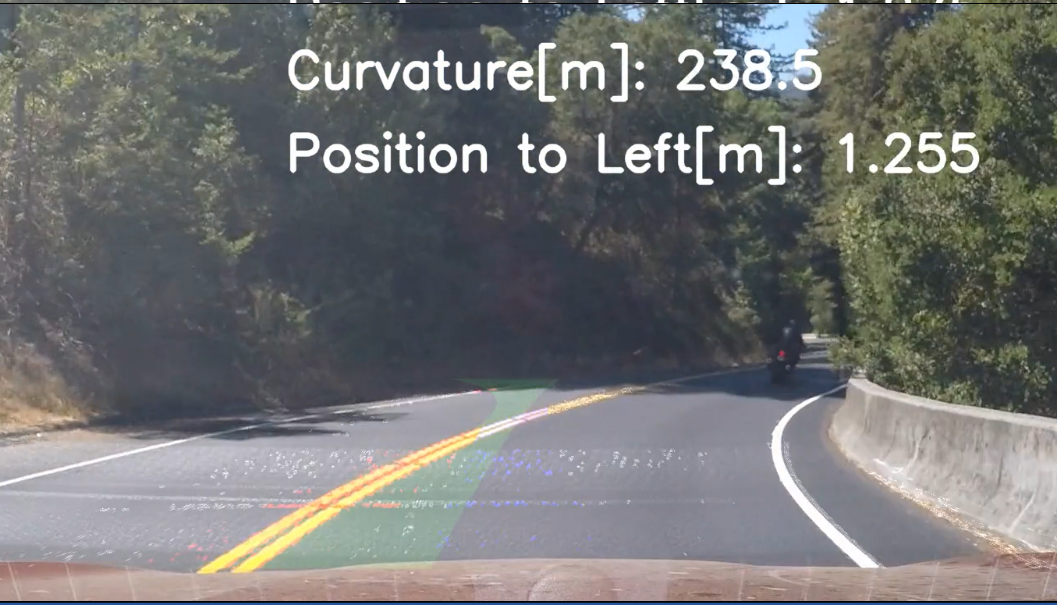 Curvature[m]: 238.5
Position to Left[m]: 1.255